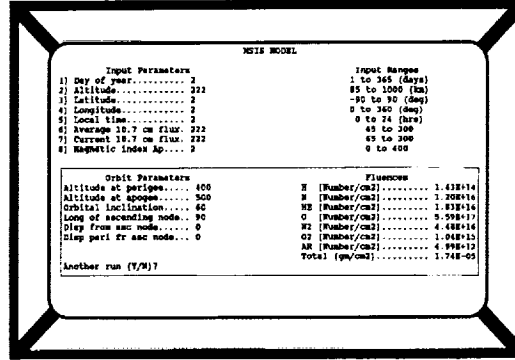 MSIS MODEL
Input Parameters Input Ranges
1) Day of year........... 2 1 to 365 (days)
2) Altitude.............. 222 85 to 1000 (km)
3) Latitude.............. 2 -90 to 90 (deg)
4) Longitude............. 2 0 to 360 (deg)
5) Local time............ 2 0 to 24 (hrs)
6) Average 10.7 cm flux. 222 65 to 300
7) Current 10.7 cm flux. 222 65 to 300
8) Magnetic index Ap.... 2 0 to 400
Orbit Parameters Fluences
Altitude at perigee..... 400 H [Number/cm2]......... 1.43E+14
Altitude at apogee...... 500 N [Number/cm2]......... 1.20E+16
Orbital inclination..... 60 HE [Number/cm2]......... 1.83E+16
Long of ascending node.. 90 O [Number/cm2]......... 5.59E+17
Disp from asc node... 0 N2 [Number/cm2]......... 4.48E+16
Disp peri fr asc node... 0 O2 [Number/cm2]......... 1.04E+15
AR [Number/cm2]......... 4.99E+12
Total (gm/cm2).......... 1.74E-05
Another run (Y/N)?